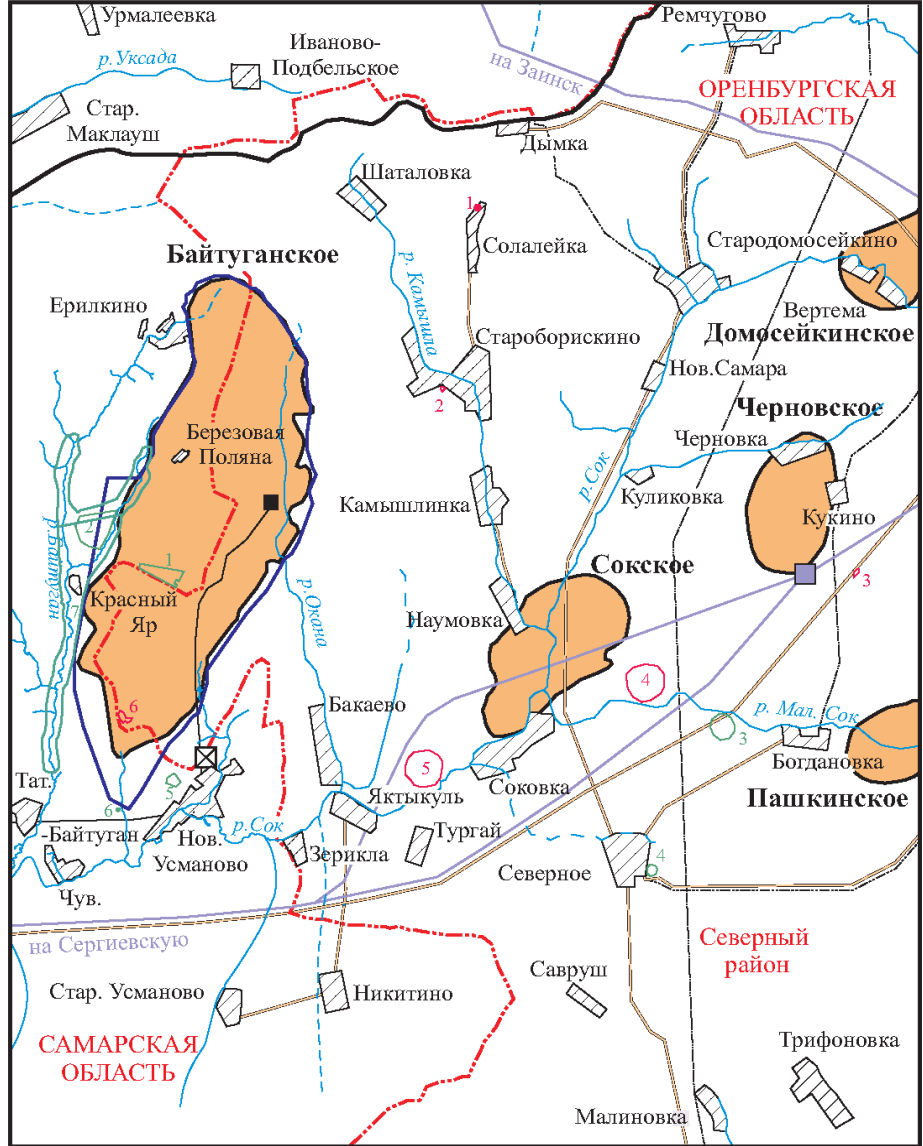 Урмалеевка
Ремчутово
Иваново-
Подбельское
р.Уксада
на Заинск
ОРЕНБУРГСКАЯ
ОБЛАСТЬ
Стар.
Маклауш
Дымка
Шаталовка
1
Солалейка
Стародомосейкино
Байтуганское
р. Камышла
Ерилкино
Вертема
Домосейкинское
Староборискино
Нов.Самара
2
Черновское
Березовая
Поляна
Черновка
р.Сок
Куликовка
Камышлинка
Кукино
2
р.Байтуган
1
Сокское
3
7
Красный
Яр
р.Окана
Наумовка
4
6
Бакаево
р. Мал. Сок
3
Богдановка
5
Соковка
Тат.
5
Яктыкуль
Пашкинское
6
-Байтуган
Нов.
Усманово
р.Сок
Зерикла
Тургай
Северное
4
Чув.
на Сергиевскую
Северный
район
Савруш
Стар. Усманово
Никитино
САМАРСКАЯ
ОБЛАСТЬ
Трифоновка
Малиновка